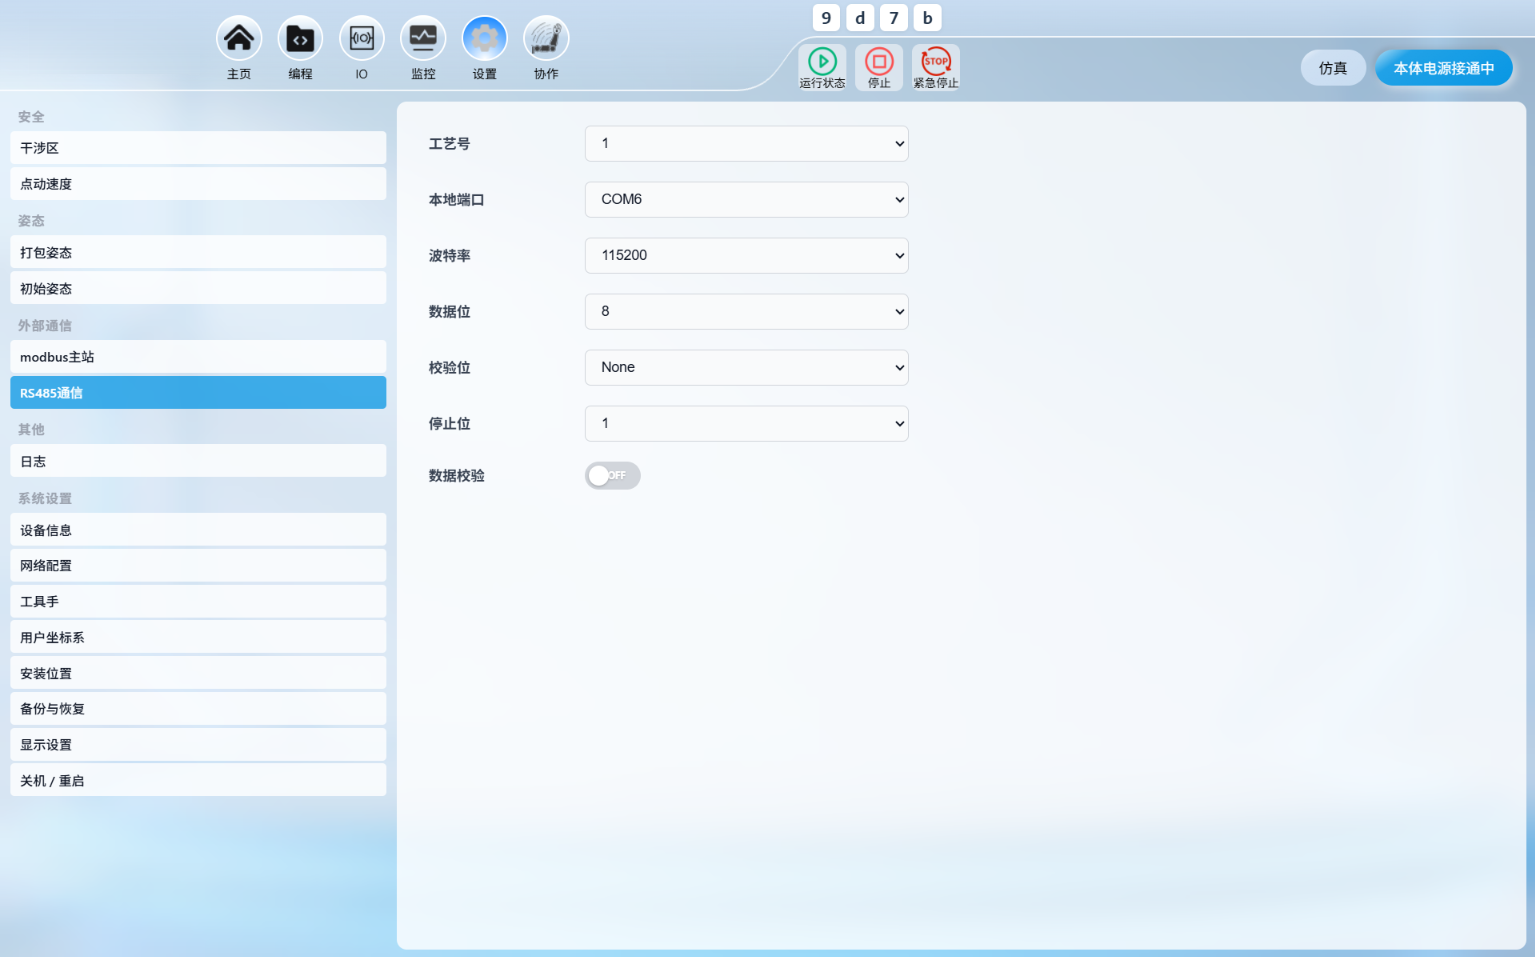 9 d 7 b
主页 编程 IO 监控 设置 协作
STOP
运行状态 停止 紧急停止
仿真 本体电源接通中
安全
干涉区
点动速度
姿态
打包姿态
初始姿态
外部通信
modbus主站
RS485通信
其他
日志
系统设置
设备信息
网络配置
工具手
用户坐标系
安装位置
备份与恢复
显示设置
关机 / 重启
工艺号 1
本地端口 COM6
波特率 115200
数据位 8
校验位 None
停止位 1
数据校验 OFF